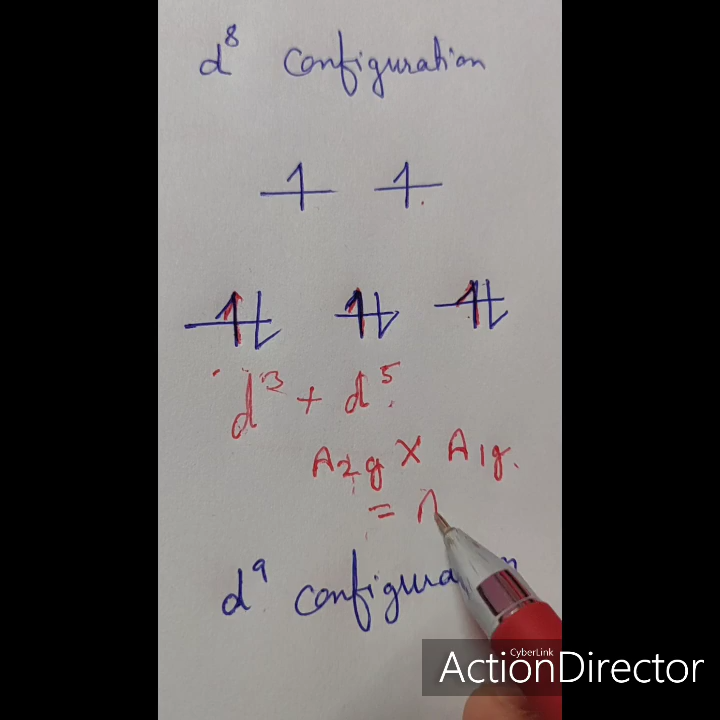 d⁸ configuration
d³ + d⁵.
A₂g × A₁g.
= A
d⁹ configura
CyberLink
ActionDirector